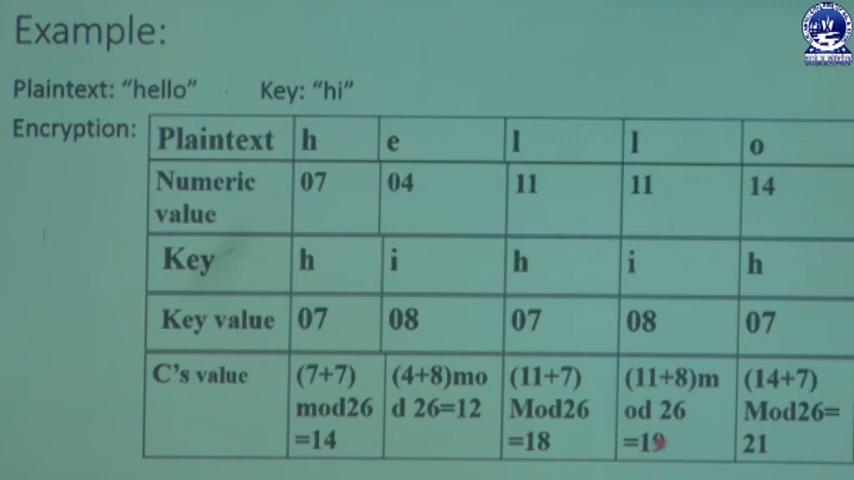 Example:
Plaintext: “hello” Key: “hi”
Encryption:
Plaintext h e l l o
Numeric value 07 04 11 11 14
Key h i h i h
Key value 07 08 07 08 07
C's value (7+7) mod26 =14 (4+8)mo d 26=12 (11+7) Mod26 =18 (11+8)m od 26 =19 (14+7) Mod26= 21